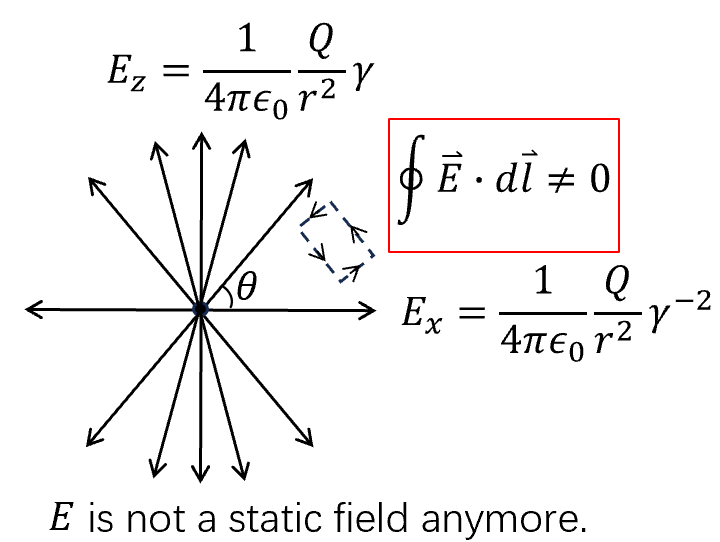 $E_z = \frac{1}{4\pi\epsilon_0} \frac{Q}{r^2} \gamma$
$\oint \vec{E} \cdot d\vec{l} \neq 0$
$\theta$
$E_x = \frac{1}{4\pi\epsilon_0} \frac{Q}{r^2} \gamma^{-2}$
$E$ is not a static field anymore.